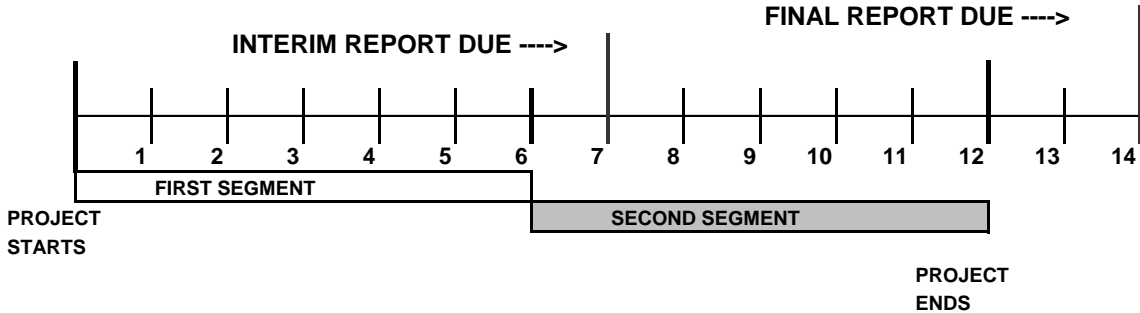 FINAL REPORT DUE ---->
INTERIM REPORT DUE ---->
1 2 3 4 5 6 7 8 9 10 11 12 13 14
FIRST SEGMENT
PROJECT
STARTS
SECOND SEGMENT
PROJECT
ENDS